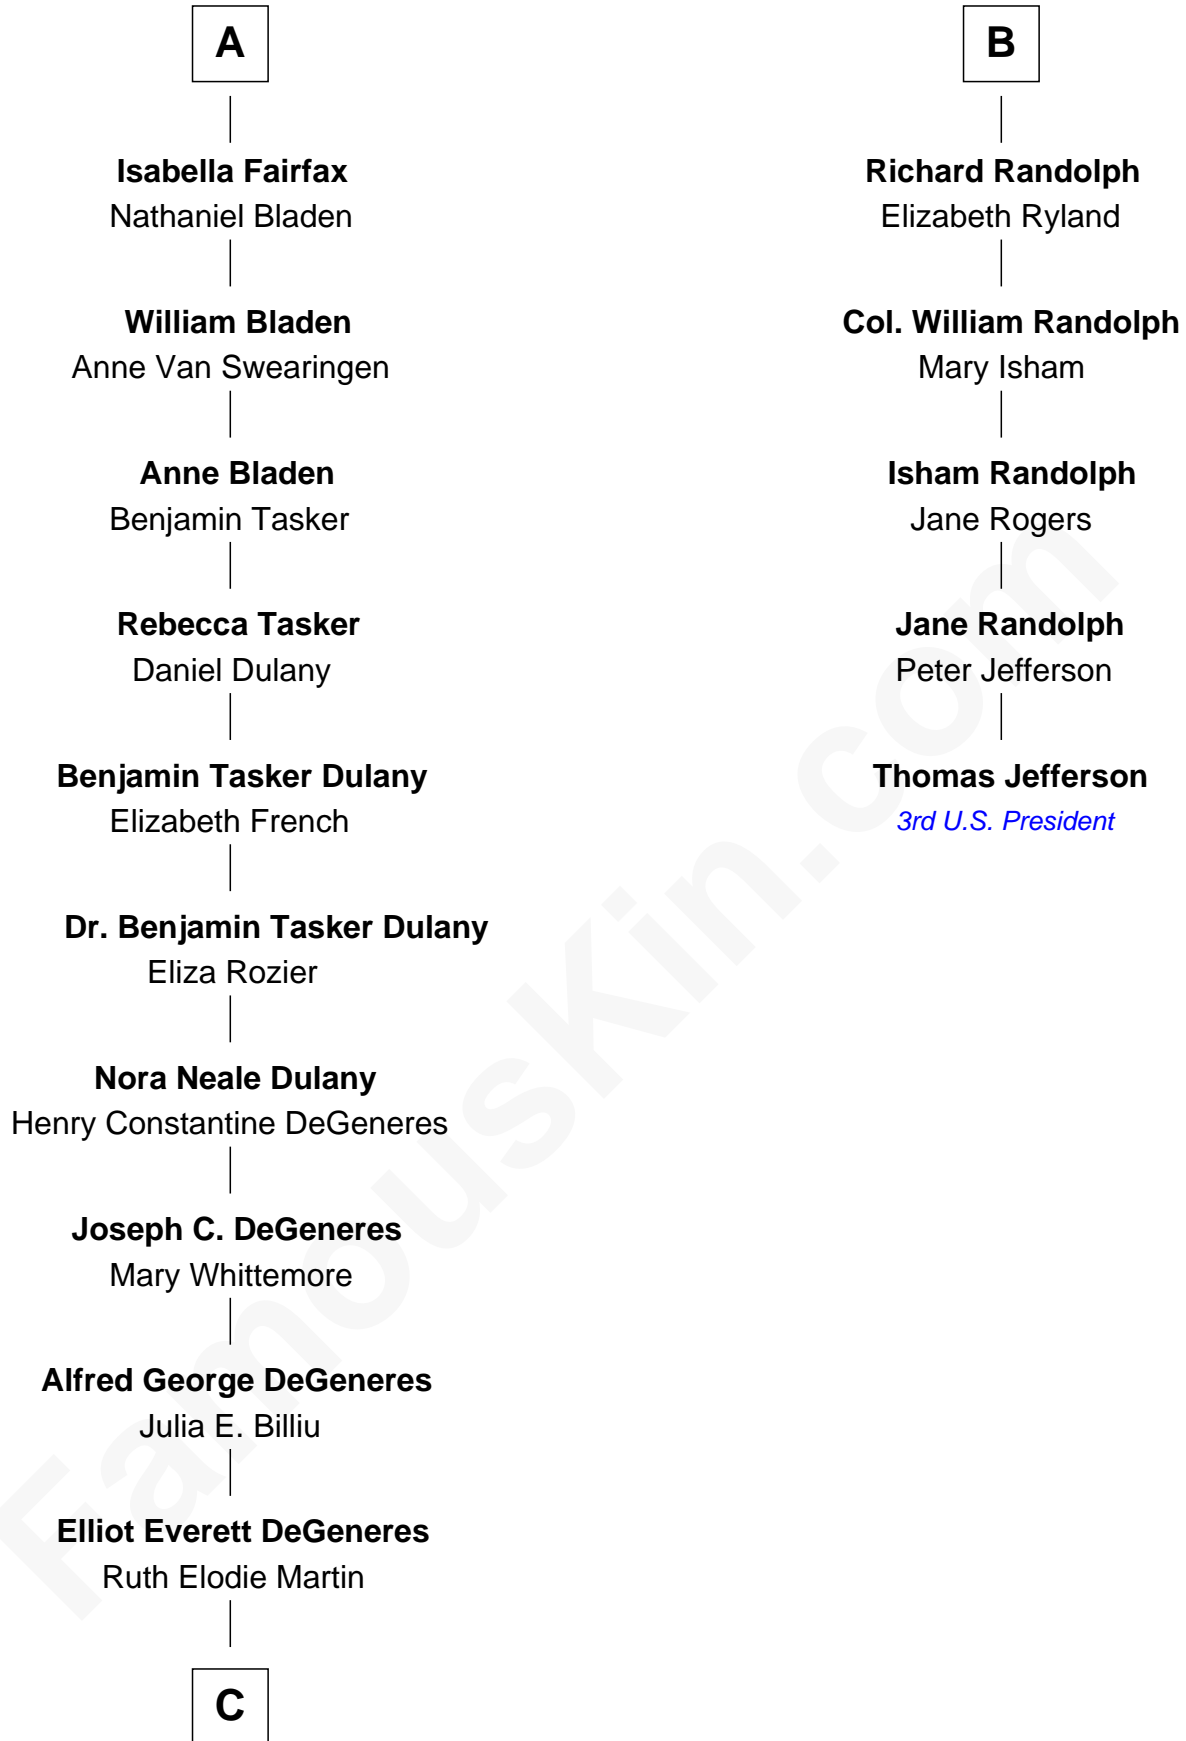 A
Isabella Fairfax
Nathaniel Bladen
William Bladen
Anne Van Swearingen
Anne Bladen
Benjamin Tasker
Rebecca Tasker
Daniel Dulany
Benjamin Tasker Dulany
Elizabeth French
Dr. Benjamin Tasker Dulany
Eliza Rozier
Nora Neale Dulany
Henry Constantine DeGeneres
Joseph C. DeGeneres
Mary Whittemore
Alfred George DeGeneres
Julia E. Billiu
Elliot Everett DeGeneres
Ruth Elodie Martin
C
B
Richard Randolph
Elizabeth Ryland
Col. William Randolph
Mary Isham
Isham Randolph
Jane Rogers
Jane Randolph
Peter Jefferson
Thomas Jefferson
3rd U.S. President
FamousKin.com